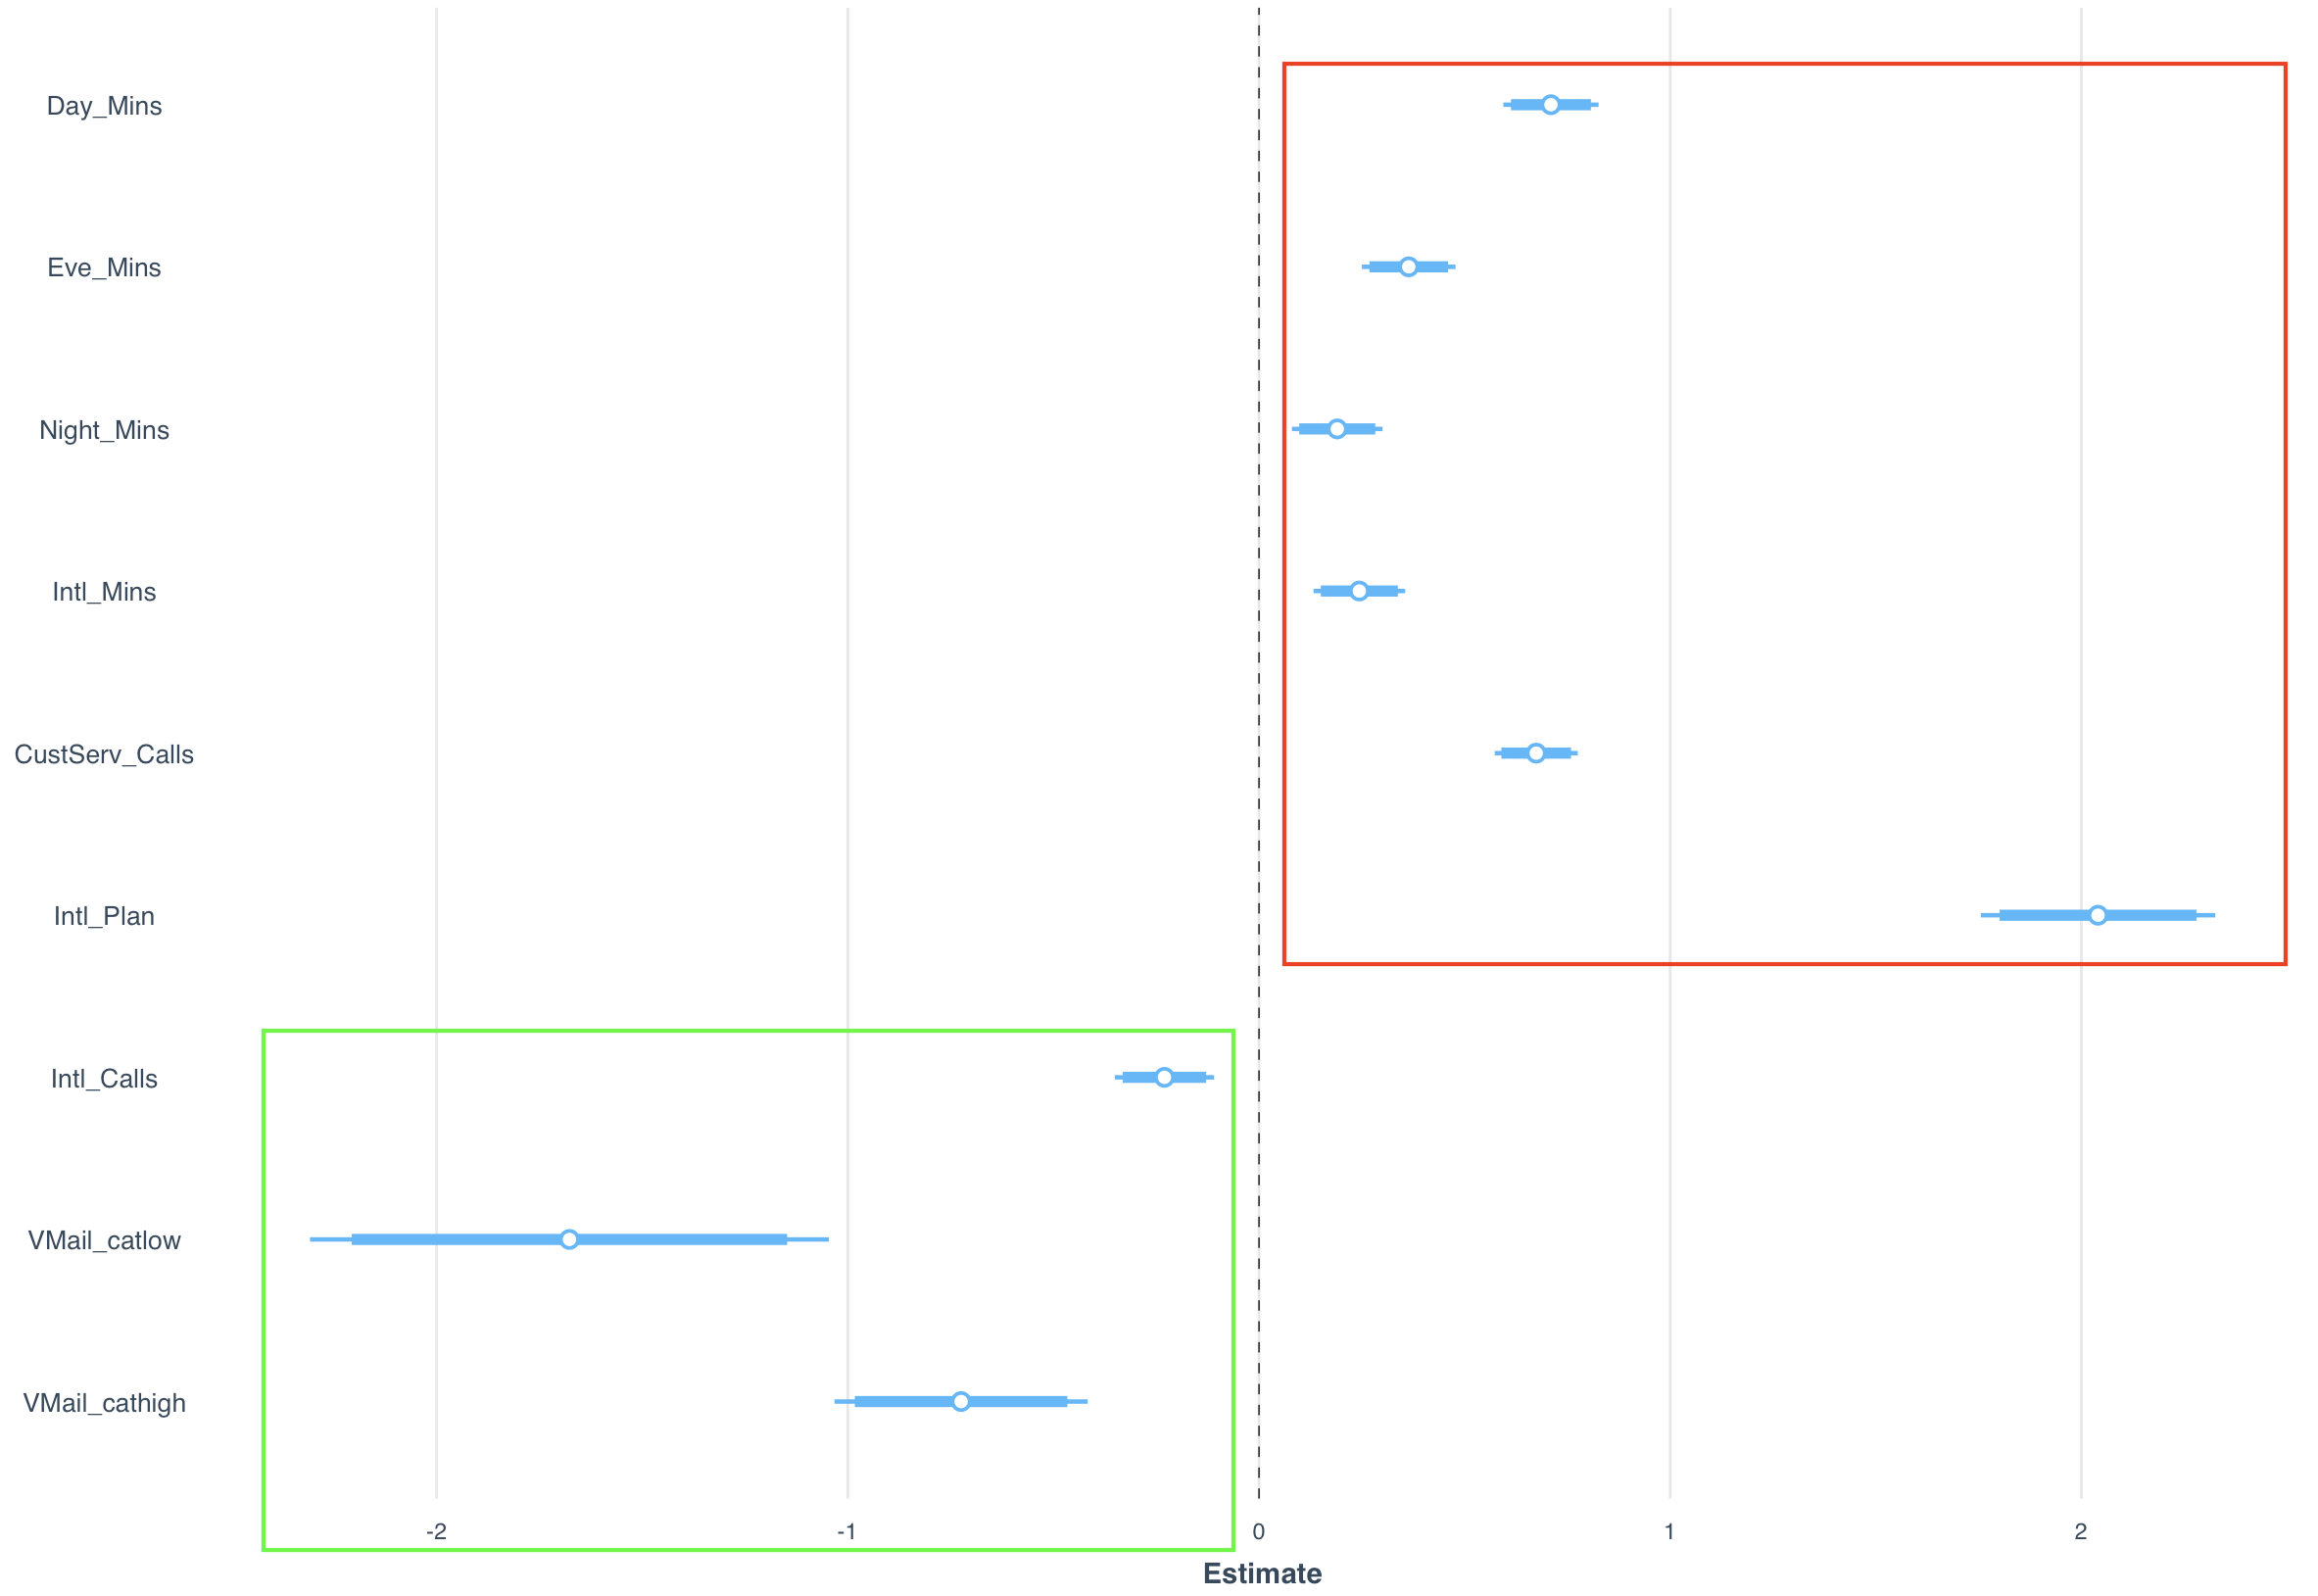 Day_Mins
Eve_Mins
Night_Mins
Intl_Mins
CustServ_Calls
Intl_Plan
Intl_Calls
VMail_catlow
VMail_cathigh
-2 -1 0 1 2
Estimate